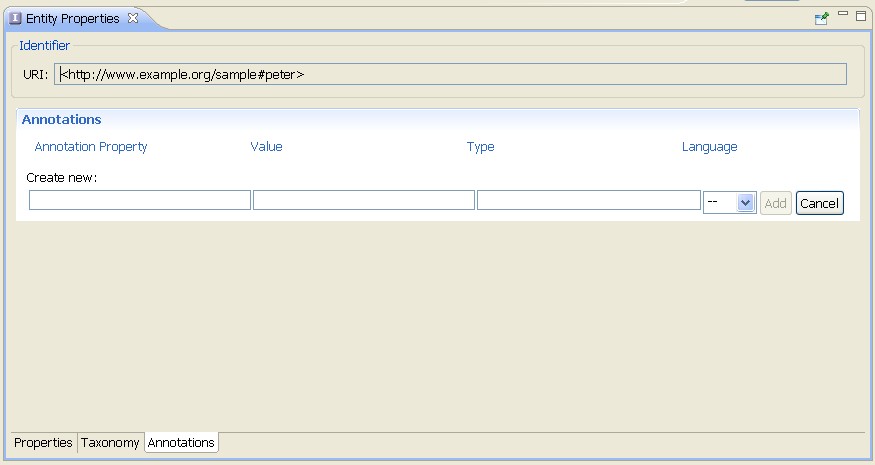 Entity Properties
Identifier
URI: <http://www.example.org/sample#peter>
Annotations
Annotation Property Value Type Language
Create new:
-- Add Cancel
Properties Taxonomy Annotations